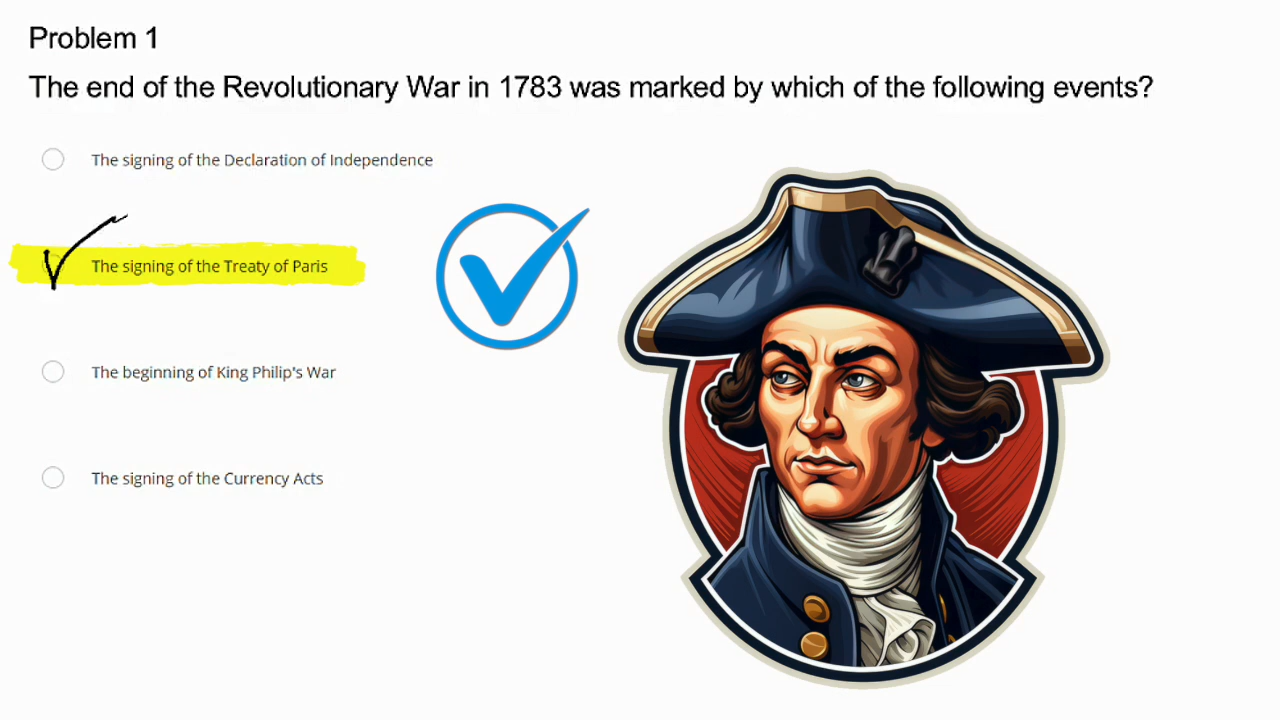 Problem 1
The end of the Revolutionary War in 1783 was marked by which of the following events?
The signing of the Declaration of Independence
The signing of the Treaty of Paris
The beginning of King Philip's War
The signing of the Currency Acts